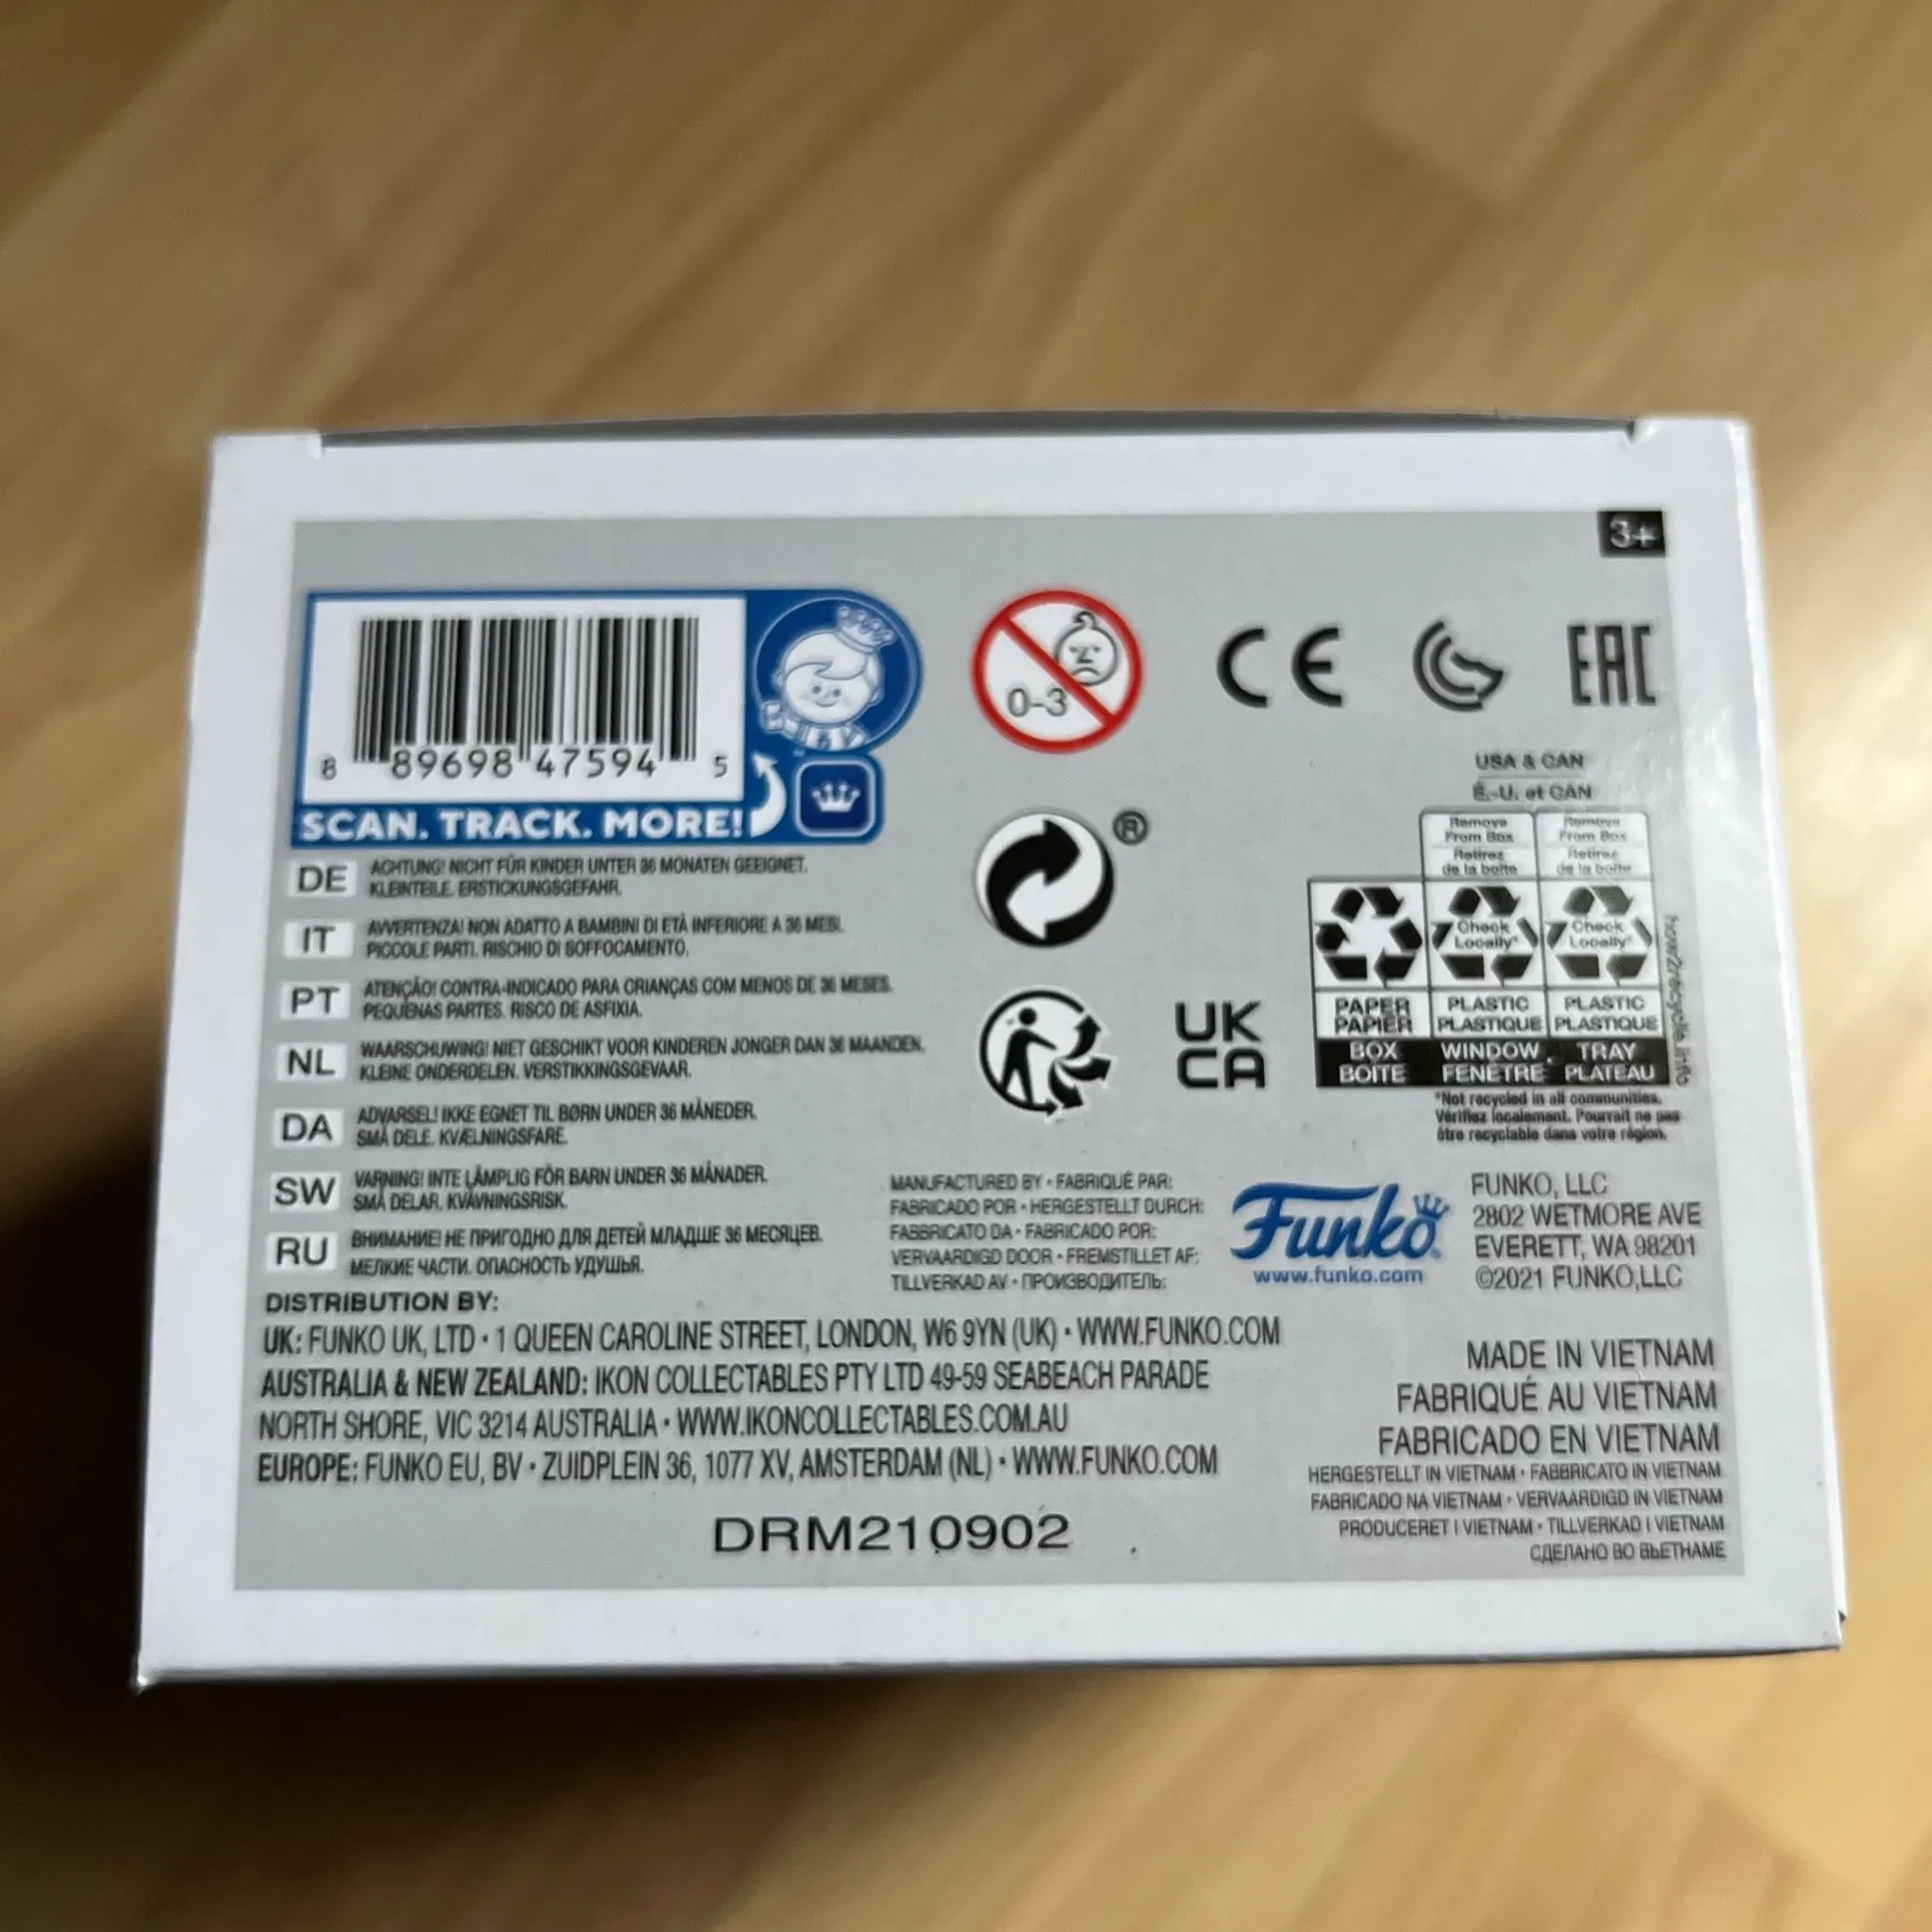 3+
8 89698 47594 5
SCAN. TRACK. MORE!
0-3
CE
EAC
®
UK
CA
USA & CAN
É.-U. et CAN
Remove
From Box
Retirez
de la boîte
Remove
From Box
Retirez
de la boîte
Check
Locally*
Check
Locally*
PAPER
PAPIER
PLASTIC
PLASTIQUE
PLASTIC
PLASTIQUE
BOX
BOÎTE
WINDOW
FENÊTRE
TRAY
PLATEAU
how2recycle.info
*Not recycled in all communities.
Vérifiez localement. Pourrait ne pas
être recyclable dans votre région.
DE ACHTUNG! NICHT FÜR KINDER UNTER 36 MONATEN GEEIGNET.
KLEINTEILE. ERSTICKUNGSGEFAHR.
IT AVVERTENZA! NON ADATTO A BAMBINI DI ETÀ INFERIORE A 36 MESI.
PICCOLE PARTI. RISCHIO DI SOFFOCAMENTO.
PT ATENÇÃO! CONTRA-INDICADO PARA CRIANÇAS COM MENOS DE 36 MESES.
PEQUENAS PARTES. RISCO DE ASFIXIA.
NL WAARSCHUWING! NIET GESCHIKT VOOR KINDEREN JONGER DAN 36 MAANDEN.
KLEINE ONDERDELEN. VERSTIKKINGSGEVAAR.
DA ADVARSEL! IKKE EGNET TIL BØRN UNDER 36 MÅNEDER.
SMÅ DELE. KVÆLNINGSFARE.
SW VARNING! INTE LÄMPLIG FÖR BARN UNDER 36 MÅNADER.
SMÅ DELAR. KVÄVNINGSRISK.
RU ВНИМАНИЕ! НЕ ПРИГОДНО ДЛЯ ДЕТЕЙ МЛАДШЕ 36 МЕСЯЦЕВ.
МЕЛКИЕ ЧАСТИ. ОПАСНОСТЬ УДУШЬЯ.
MANUFACTURED BY • FABRIQUÉ PAR:
FABRICADO POR • HERGESTELLT DURCH:
FABBRICATO DA • FABRICADO POR:
VERVAARDIGD DOOR • FREMSTILLET AF:
TILLVERKAD AV • ПРОИЗВОДИТЕЛЬ:
Funko
www.funko.com
FUNKO, LLC
2802 WETMORE AVE
EVERETT, WA 98201
©2021 FUNKO,LLC
DISTRIBUTION BY:
UK: FUNKO UK, LTD • 1 QUEEN CAROLINE STREET, LONDON, W6 9YN (UK) • WWW.FUNKO.COM
AUSTRALIA & NEW ZEALAND: IKON COLLECTABLES PTY LTD 49-59 SEABEACH PARADE
NORTH SHORE, VIC 3214 AUSTRALIA • WWW.IKONCOLLECTABLES.COM.AU
EUROPE: FUNKO EU, BV • ZUIDPLEIN 36, 1077 XV, AMSTERDAM (NL) • WWW.FUNKO.COM
MADE IN VIETNAM
FABRIQUÉ AU VIETNAM
FABRICADO EN VIETNAM
HERGESTELLT IN VIETNAM • FABBRICATO IN VIETNAM
FABRICADO NA VIETNAM • VERVAARDIGD IN VIETNAM
PRODUCERET I VIETNAM • TILLVERKAD I VIETNAM
СДЕЛАНО ВО ВЬЕТНАМЕ
DRM210902